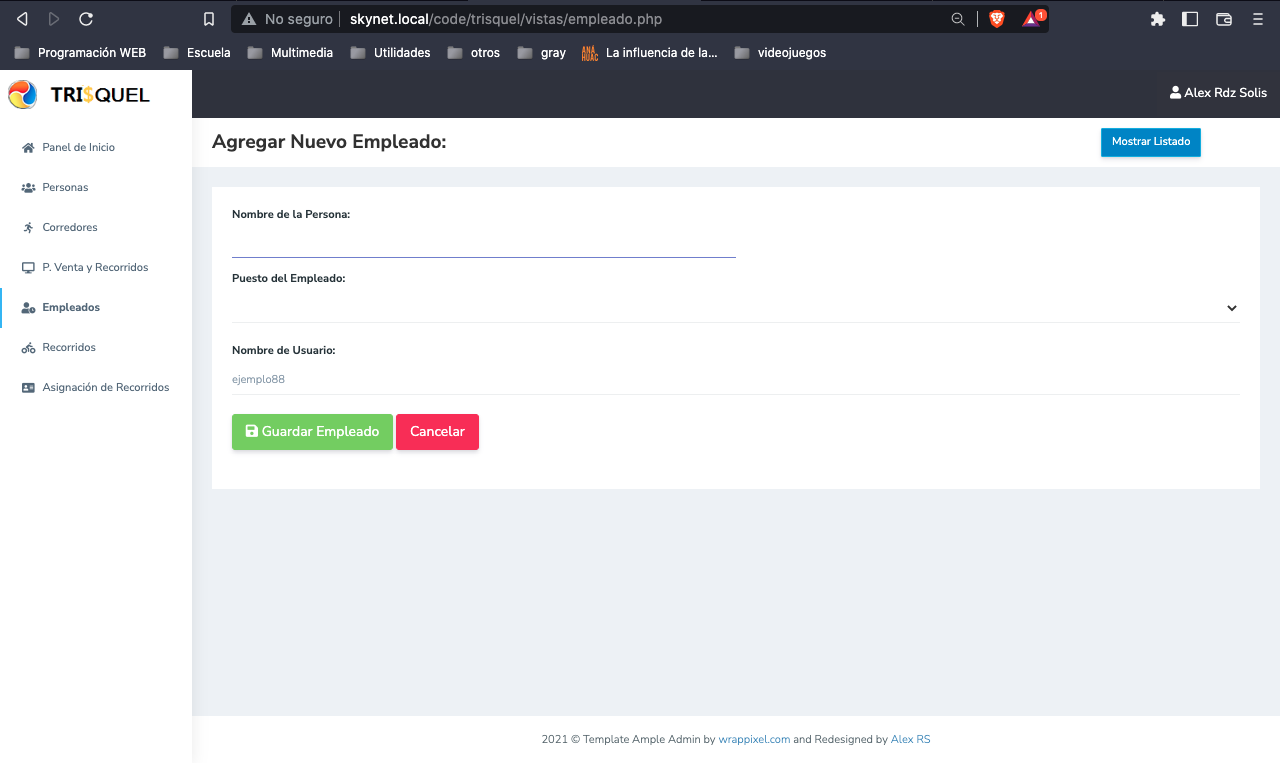 No seguro skynet.local/code/trisquel/vistas/empleado.php 1
Programación WEB Escuela Multimedia Utilidades otros gray ANÁHUAC La influencia de la... videojuegos
TRI$QUEL
Alex Rdz Solis
Agregar Nuevo Empleado:
Mostrar Listado
Panel de Inicio
Personas
Corredores
P. Venta y Recorridos
Empleados
Recorridos
Asignación de Recorridos
Nombre de la Persona:
Puesto del Empleado:
Nombre de Usuario:
ejemplo88
Guardar Empleado Cancelar
2021 © Template Ample Admin by wrappixel.com and Redesigned by Alex RS